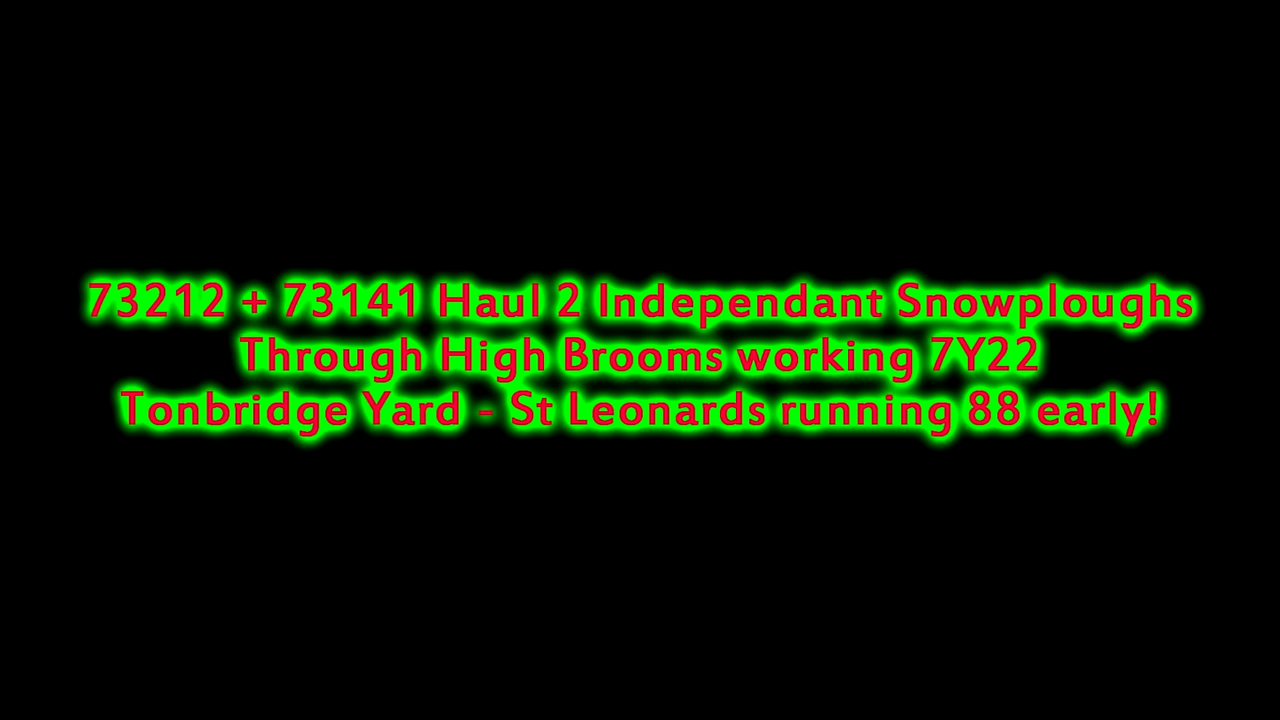 73212 + 73141 Haul 2 Independant Snowploughs
Through High Brooms working 7Y22
Tonbridge Yard - St Leonards running 88 early!